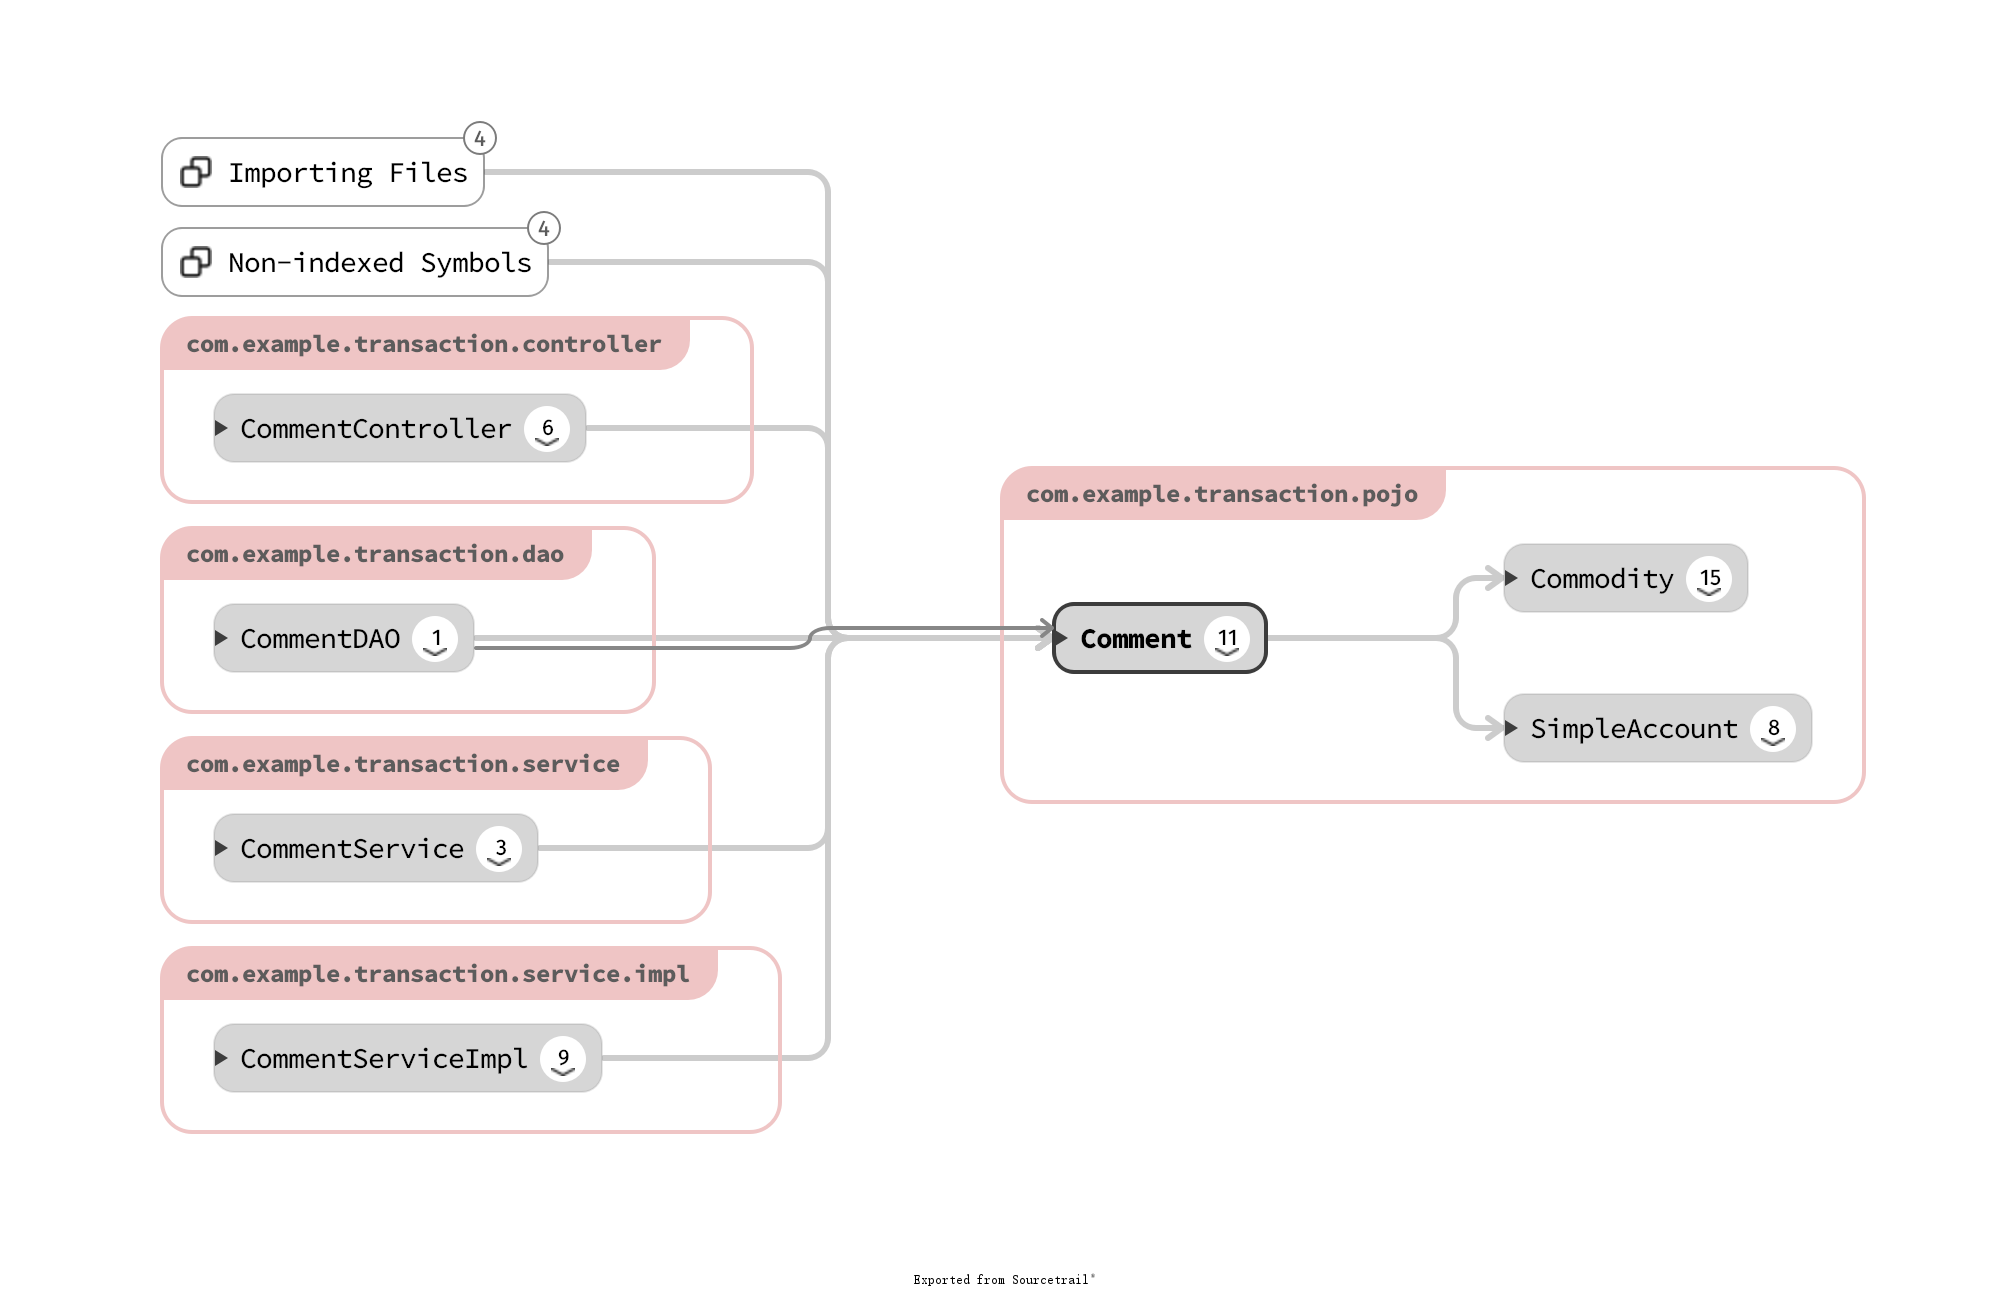 4
Importing Files
4
Non-indexed Symbols
com.example.transaction.controller
CommentController 6
com.example.transaction.dao
CommentDAO 1
com.example.transaction.service
CommentService 3
com.example.transaction.service.impl
CommentServiceImpl 9
com.example.transaction.pojo
Comment 11
Commodity 15
SimpleAccount 8
Exported from Sourcetrail®